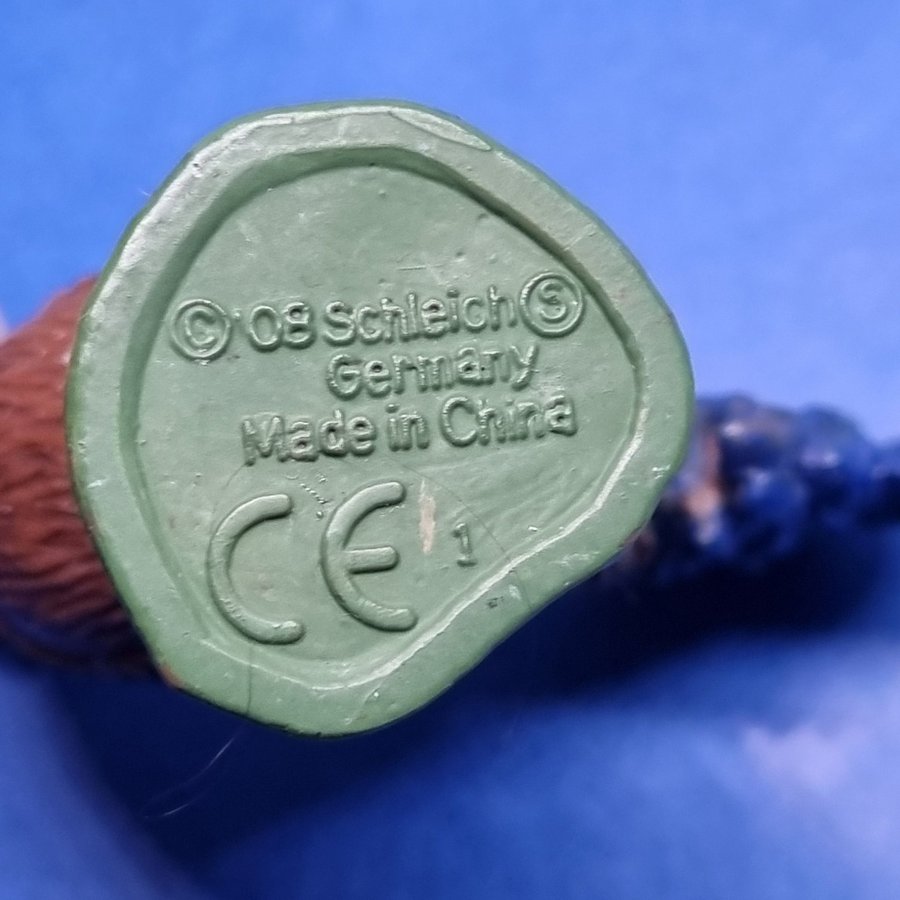 © '08 Schleich Ⓢ
Germany
Made in China
CE 1